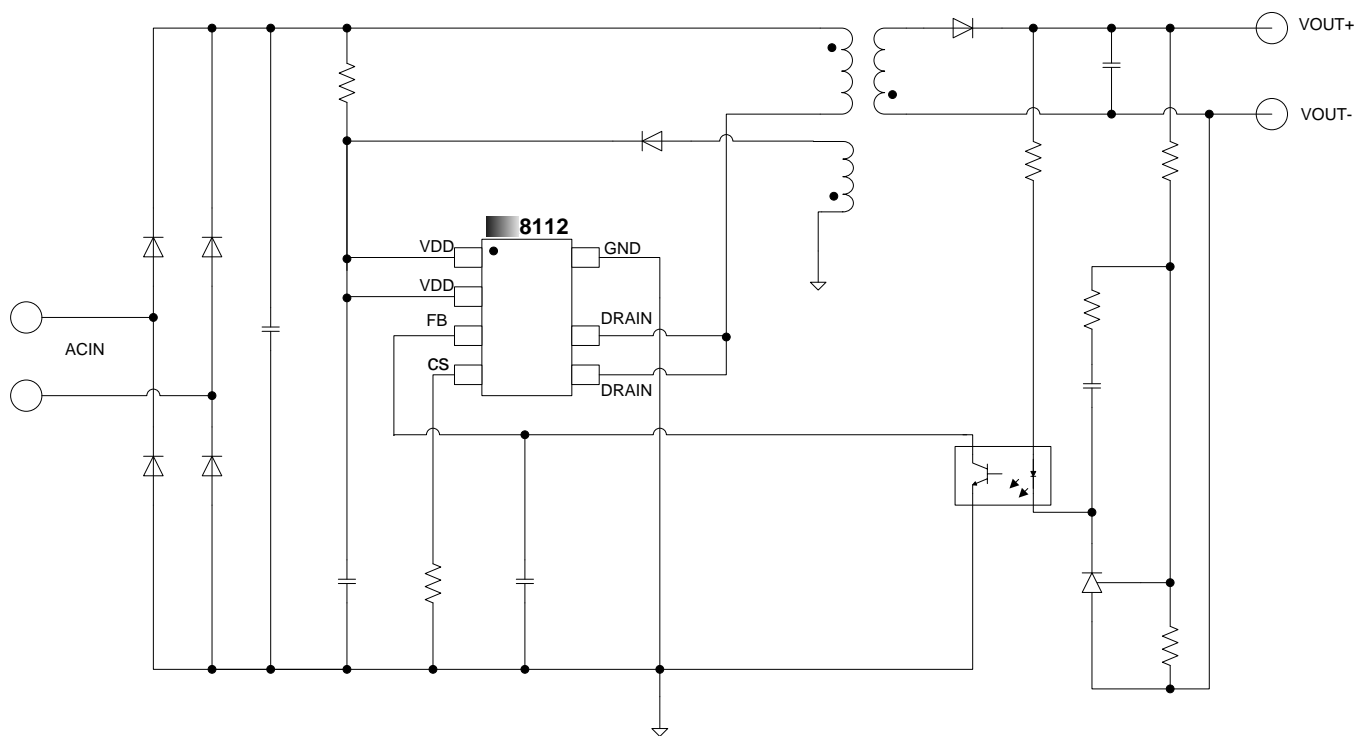 VOUT+
VOUT-
8112
VDD
GND
VDD
FB
DRAIN
ACIN
CS
DRAIN